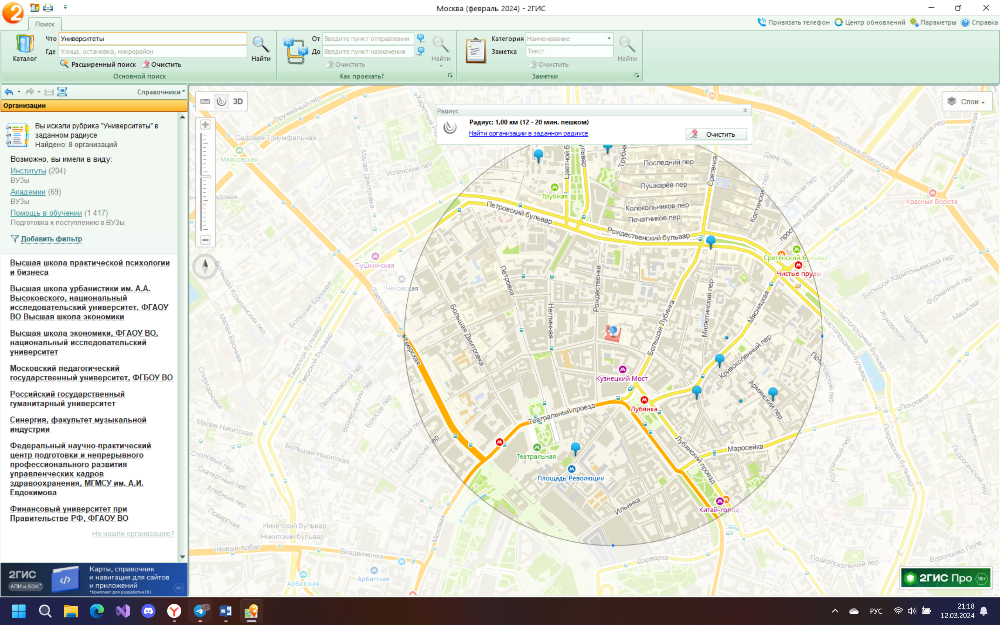 Москва (февраль 2024) - 2ГИС
Поиск
Привязать телефон
Центр обновлений
Параметры
Справка
Каталог
Что
Университеты
Где
Улица, остановка, микрорайон
Расширенный поиск
Очистить
Найти
Основной поиск
От
Введите пункт отправления
До
Введите пункт назначения
Очистить
Найти
Как проехать?
Категория
Наименование
Заметка
Текст
Очистить
Найти
Заметки
Справочники
Организации
Вы искали рубрика "Университеты" в
заданном радиусе
Найдено: 8 организаций
Возможно, вы имели в виду:
Институты (204)
ВУЗы
Академии (69)
ВУЗы
Помощь в обучении (1 417)
Подготовка к поступлению в ВУЗы
Добавить фильтр
Высшая школа практической психологии
и бизнеса
Высшая школа урбанистики им. А.А.
Высоковского, национальный
исследовательский университет, ФГАОУ
ВО Высшая школа экономики
Высшая школа экономики, ФГАОУ ВО,
национальный исследовательский
университет
Московский педагогический
государственный университет, ФГБОУ ВО
Российский государственный
гуманитарный университет
Синергия, факультет музыкальной
индустрии
Федеральный научно-практический
центр подготовки и непрерывного
профессионального развития
управленческих кадров
здравоохранения, МГМСУ им. А.И.
Евдокимова
Финансовый университет при
Правительстве РФ, ФГАОУ ВО
Не нашли организацию?
2ГИС
АПИ и SDK*
Карты, справочник
и навигация для сайтов
и приложений
*Комплект для разработки ПО
18+
3D
Слои
Радиус
Радиус: 1,00 км (12 - 20 мин. пешком)
Найти организации в заданном радиусе
Очистить
Оружейный пер
Садовая-Триумфальная
Маяковская
Малая Дмитровка
Успенский пер
Трубная
Последний пер
Сретенка
Даев пер
Садовая-Спасская
Орликов пер
Каланчёвская
Пушкарёв пер
Колокольников пер
Печатников пер
Костянский пер
Уланский пер
проспект Академика Сахарова
Красные Ворота
Петровский бульвар
Рождественский бульвар
Сретенский бульвар
Чистые пруды
Большой Харитоньевский пер
Фурманный пер
Машкова
Пушкинская
Чеховская
Тверская
Большой Козихинский пер
Большая Бронная
Малая Бронная
Тверской бульвар
Тверской бульвар
Петровка
Большая Дмитровка
Неглинная
Рождественка
Большая Лубянка
Милютинский пер
Мясницкая
Кривоколенный пер
Армянский пер
Потаповский пер
Чистопрудный бульвар
Чистопрудный бульвар
Жуковского
Чаплыгина
Тверская
Спиридоновка
Леонтьевский пер
Вознесенский пер
Брюсов пер
Газетный пер
Никитский пер
Кузнецкий Мост
Лубянка
Театральный проезд
Театральная
Площадь Революции
Лубянский проезд
Маросейка
Покровка
Лялин пер
Покровский бульвар
Подсосенский пер
Колпачный пер
Малая Никитская
Большая Никитская
Столовый пер
Скатертный пер
Хлебный пер
Поварская
Никитский бульвар
Никитский бульвар
Новый Арбат
Воздвиженка
Арбатская
Арбатская
Моховая
Ильинка
Китай-город
Варварка
Подколокольный пер
Воронцово Поле
2ГИС Про
18+
87
РУС
21:18
12.03.2024